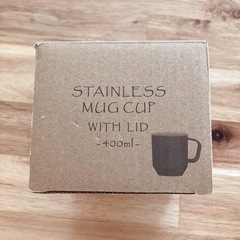 STAINLESS
MUG CUP
WITH LID
-400ml-